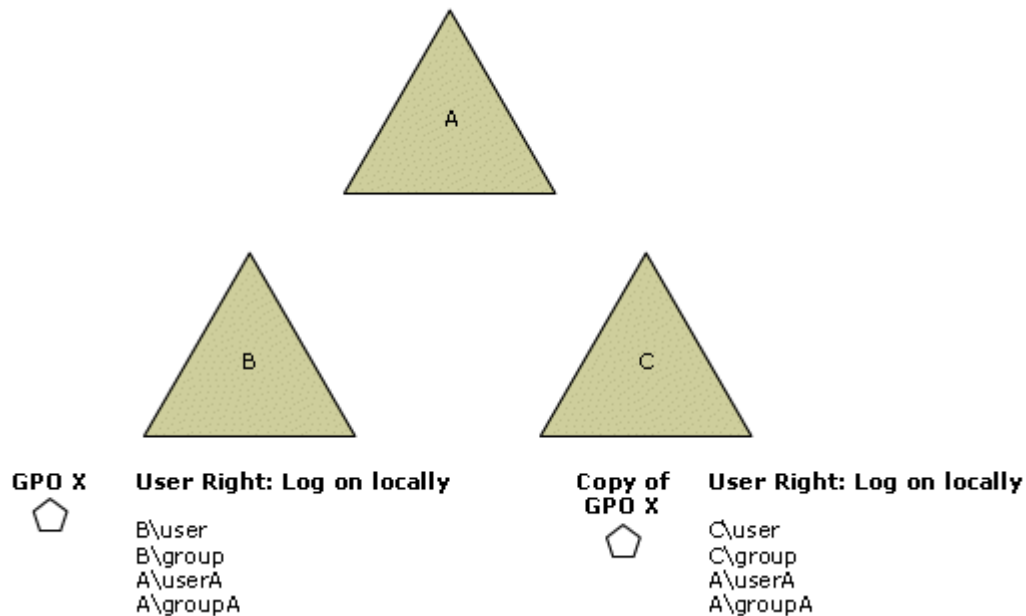 A
B
C
GPO X
User Right: Log on locally
B\user
B\group
A\userA
A\groupA
Copy of
GPO X
User Right: Log on locally
C\user
C\group
A\userA
A\groupA